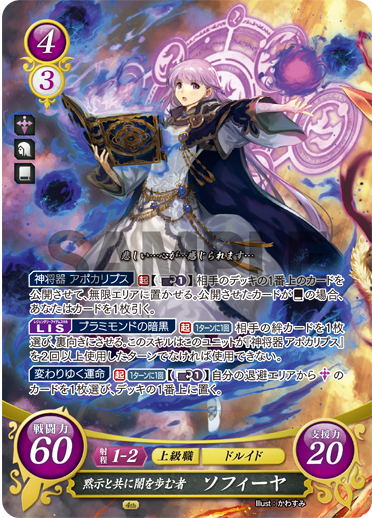 4
3
SAMPLE
悲しい…心が…感じられます…
神将器 アポカリプス 起【1】相手のデッキの1番上のカードを
公開させて、無限エリアに置かせる。公開させたカードが の場合、
あなたはカードを1枚引く。
LIS ブラミモンドの暗黒 起 1ターンに1回 相手の絆カードを1枚
選び、裏向きにさせる。このスキルはこのユニットが『神将器 アポカリプス』
を2回以上使用したターンでなければ使用できない。
変わりゆく運命 起 1ターンに1回【1】自分の退避エリアから
のカードを1枚選び、デッキの1番上に置く。
戦闘力
60
射程 1-2 上級職 ドルイド
支援力
20
黙示と共に闇を歩む者 ソフィーヤ
4th
Illust：かわすみ